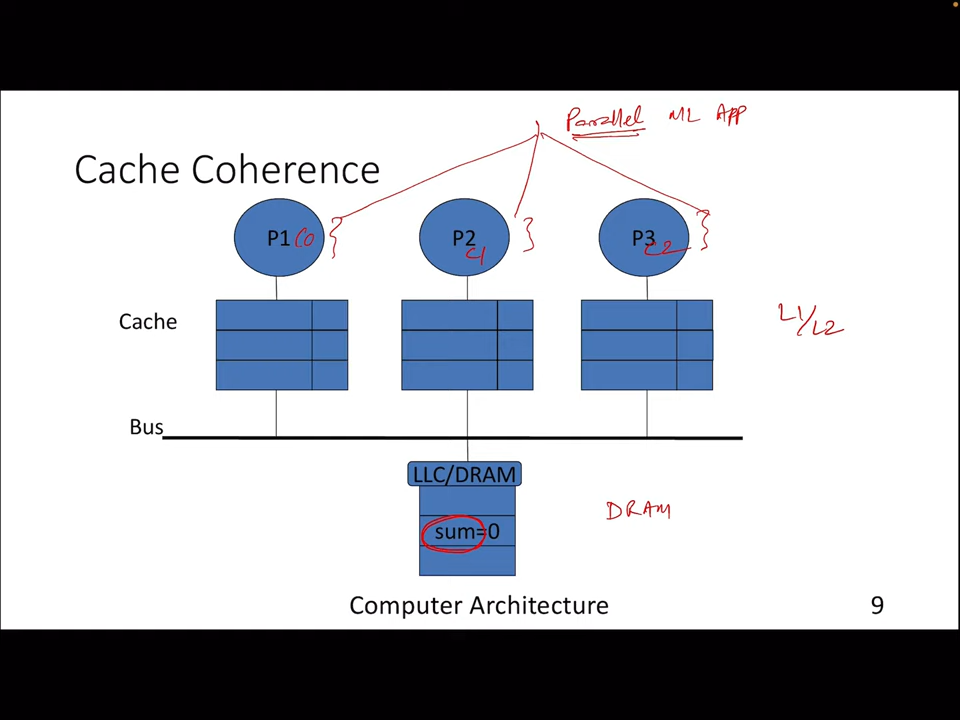 Parallel ML APP
Cache Coherence
P1 C0
P2
C1
P3
C2
Cache
L1/L2
Bus
LLC/DRAM
sum=0
DRAM
Computer Architecture
9